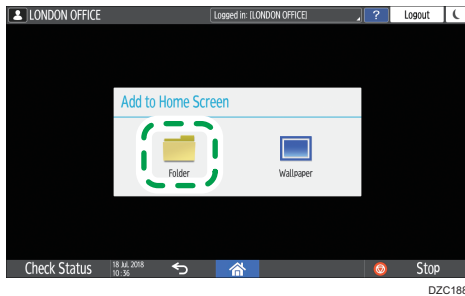 LONDON OFFICE Logged in: [LONDON OFFICE] ? Logout
Add to Home Screen
Folder Wallpaper
Check Status 18 Jul. 2018 Stop
10:36
DZC188